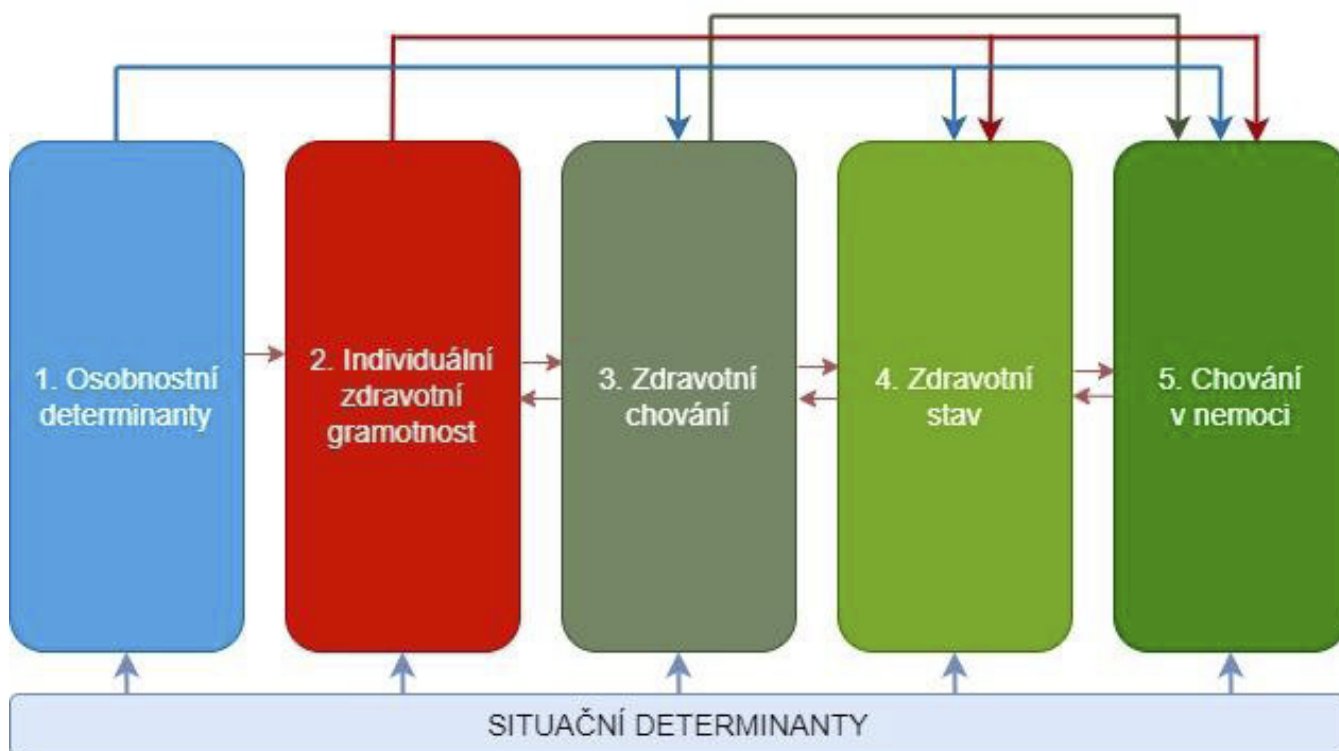 1. Osobnostní
determinanty
2. Individuální
zdravotní
gramotnost
3. Zdravotní
chování
4. Zdravotní
stav
5. Chování
v nemoci
SITUAČNÍ DETERMINANTY